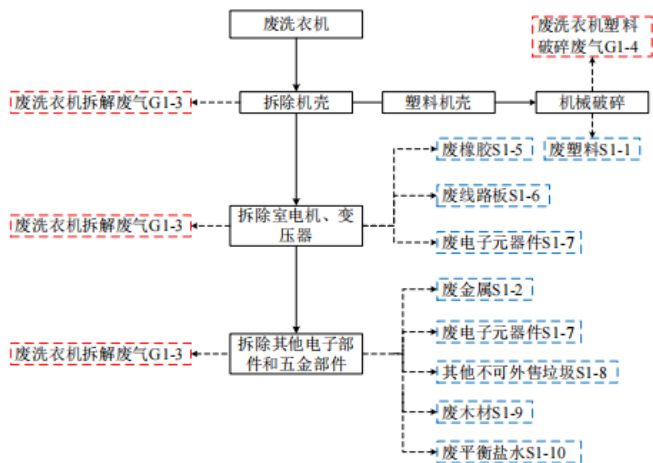 废洗衣机
废洗衣机塑料
破碎废气G1-4
废洗衣机拆解废气G1-3
拆除机壳
塑料机壳
机械破碎
废橡胶S1-5
废塑料S1-1
废线路板S1-6
废洗衣机拆解废气G1-3
拆除室电机、变
压器
废电子元器件S1-7
废金属S1-2
废电子元器件S1-7
废洗衣机拆解废气G1-3
拆除其他电子部
件和五金部件
其他不可外售垃圾S1-8
废木材S1-9
废平衡盐水S1-10